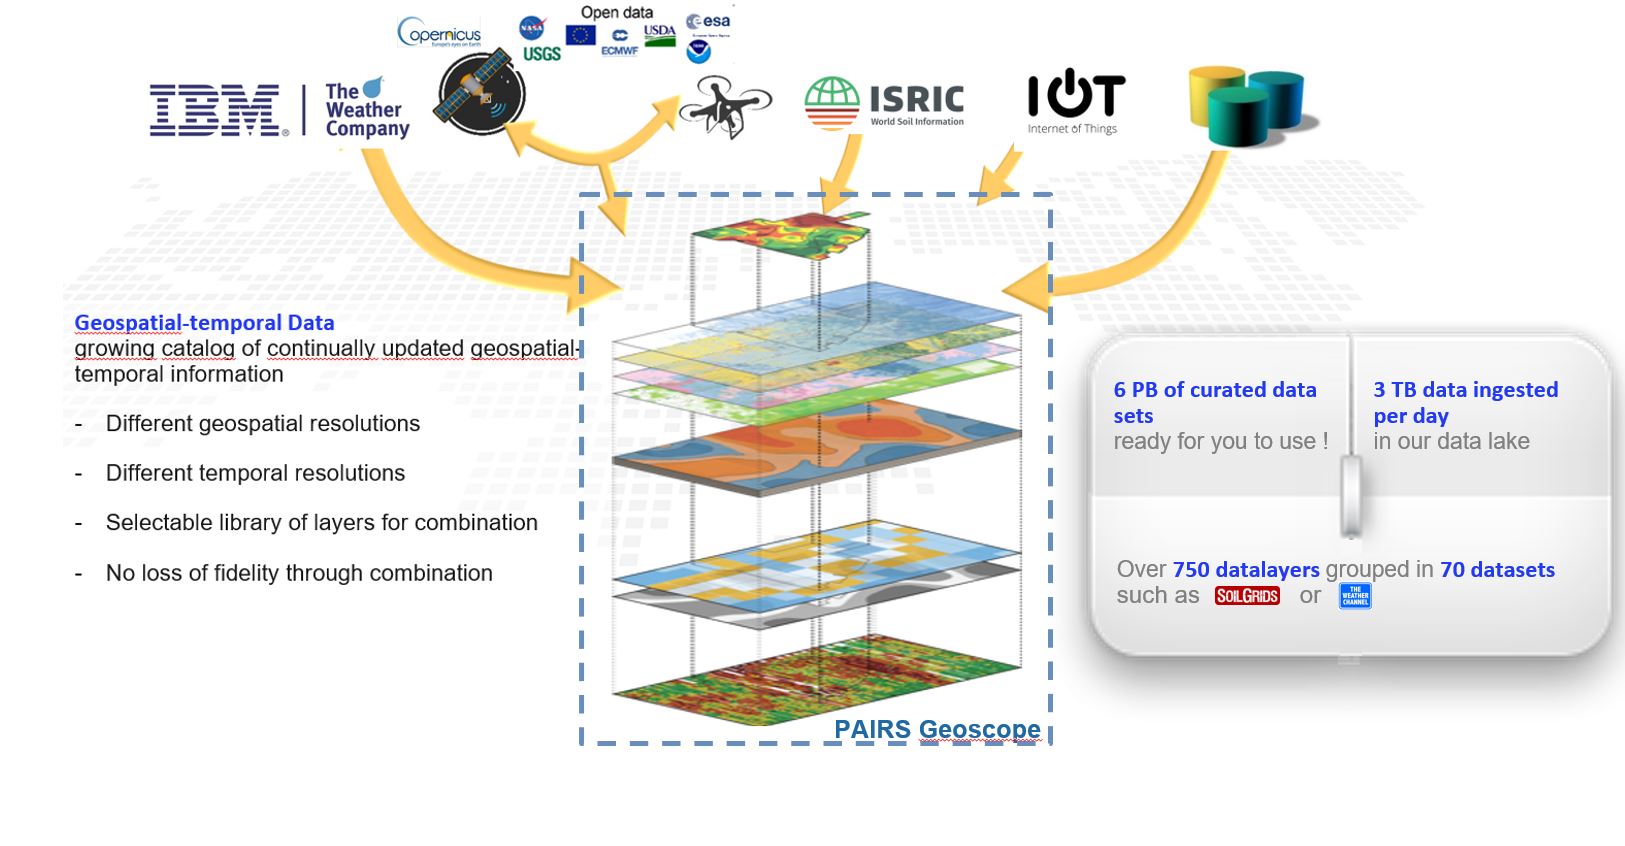 Open data
Copernicus
Europe's eyes on Earth
NASA
USGS
ECMWF
USDA
esa
IBM®
The
Weather
Company
ISRIC
World Soil Information
IOT
Internet of Things
Geospatial-temporal Data
growing catalog of continually updated geospatial-
temporal information
- Different geospatial resolutions
- Different temporal resolutions
- Selectable library of layers for combination
- No loss of fidelity through combination
PAIRS Geoscope
6 PB of curated data
sets
ready for you to use !
3 TB data ingested
per day
in our data lake
Over 750 datalayers grouped in 70 datasets
such as SOILGRIDS or THE WEATHER CHANNEL